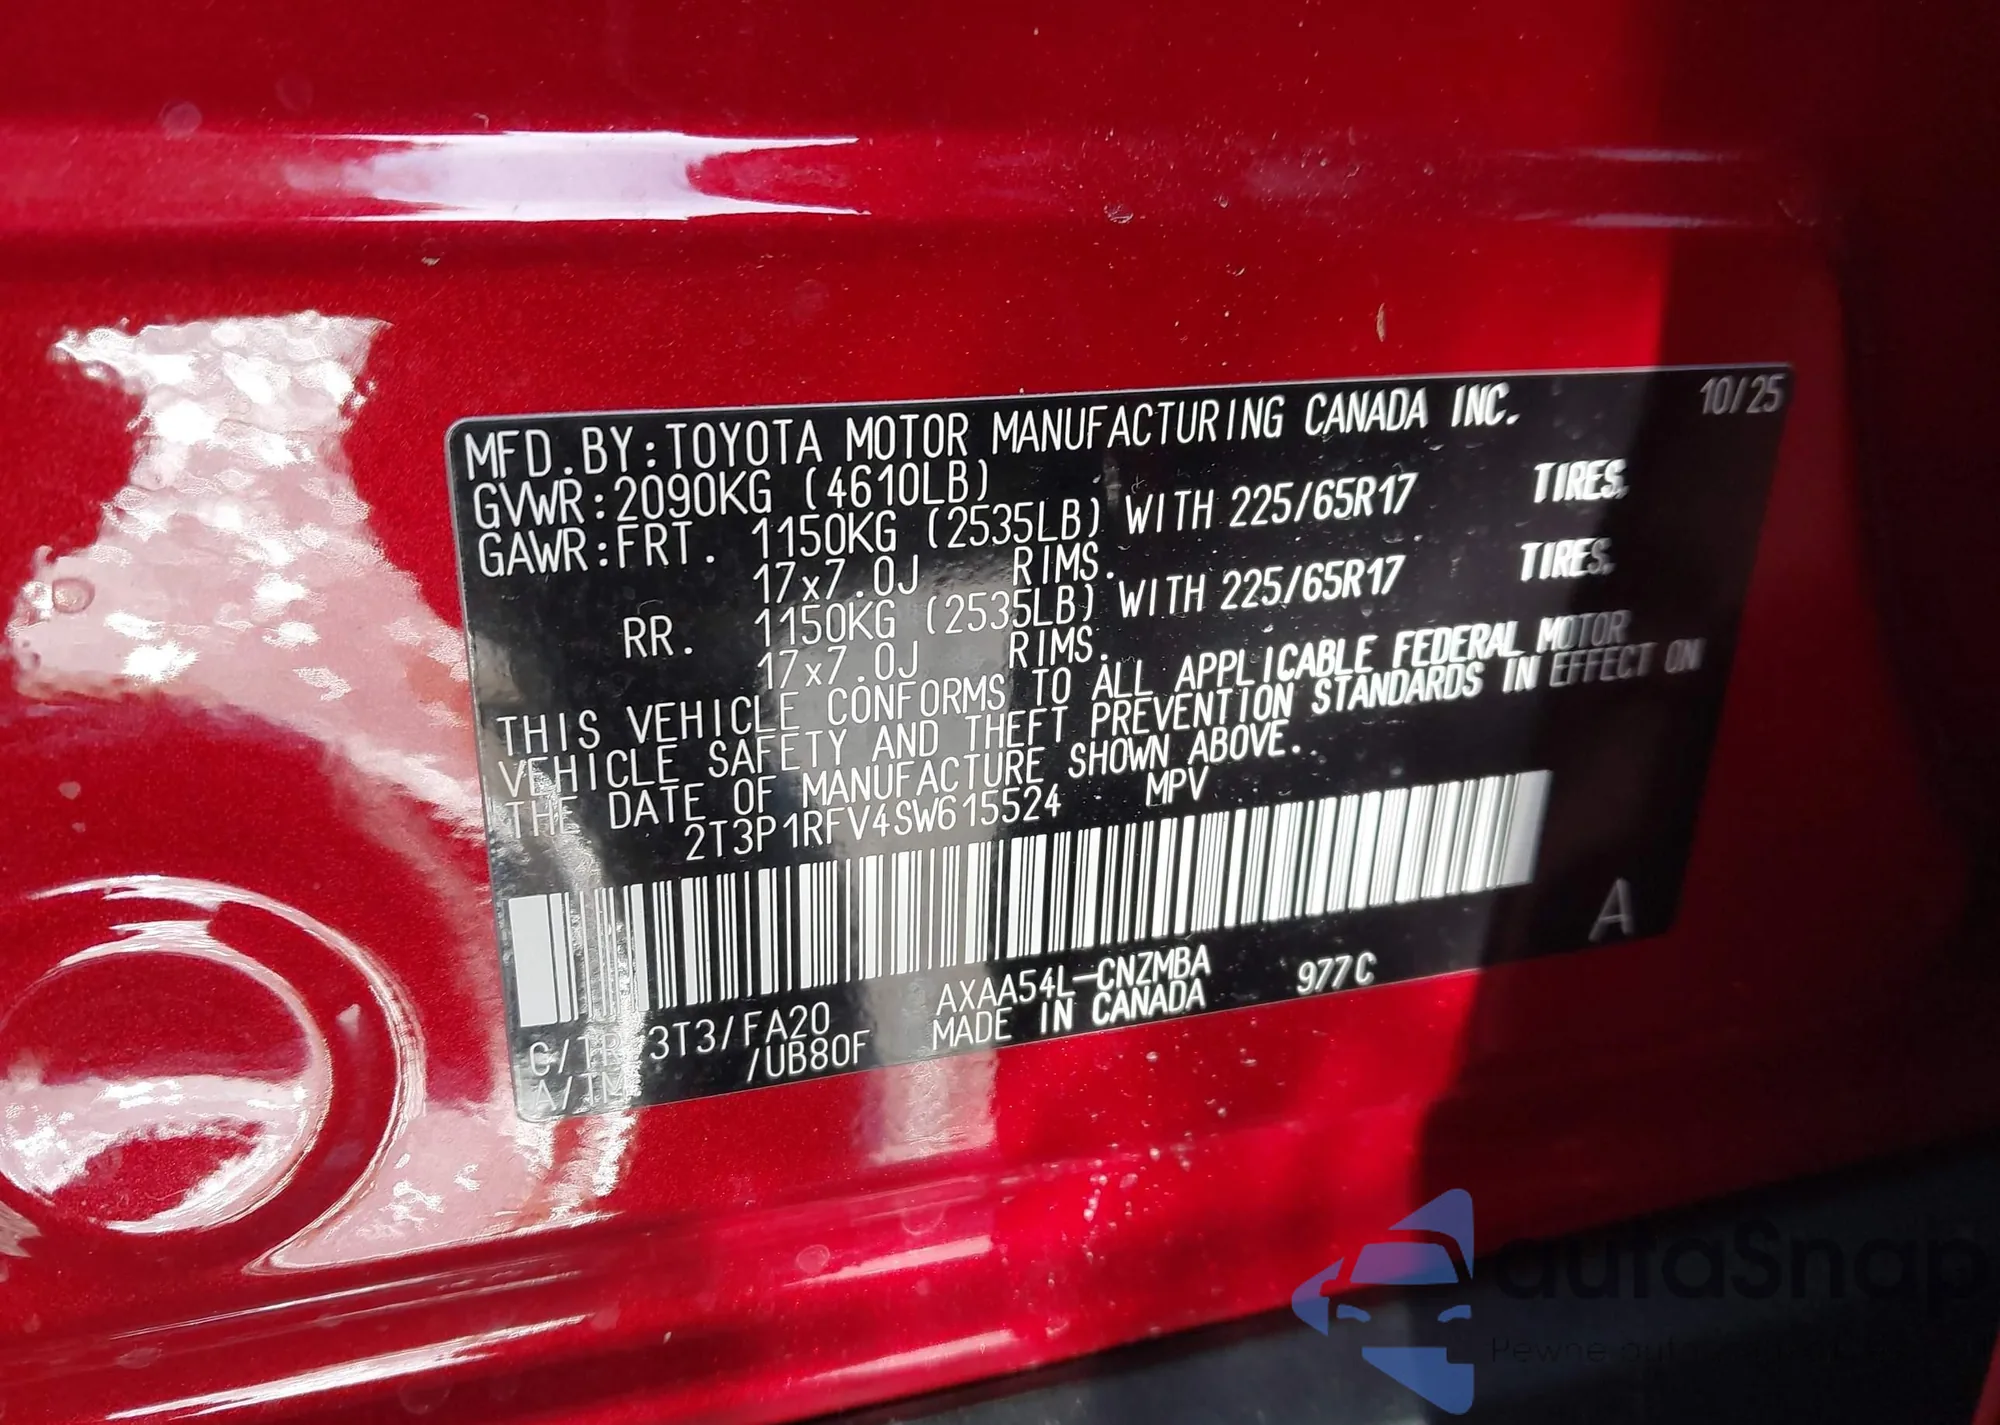 10/25
MFD.BY:TOYOTA MOTOR MANUFACTURING CANADA INC.
GVWR:2090KG (4610LB)
GAWR:FRT. 1150KG (2535LB) WITH 225/65R17 TIRES,
17x7.0J RIMS.
RR. 1150KG (2535LB) WITH 225/65R17 TIRES,
17x7.0J RIMS.
THIS VEHICLE CONFORMS TO ALL APPLICABLE FEDERAL MOTOR
VEHICLE SAFETY AND THEFT PREVENTION STANDARDS IN EFFECT ON
THE DATE OF MANUFACTURE SHOWN ABOVE.
2T3P1RFV4SW615524 MPV
A
3T3/FA20 AXAA54L-CNZMBA 977C
/UB80F MADE IN CANADA
autoSnap
Pewne